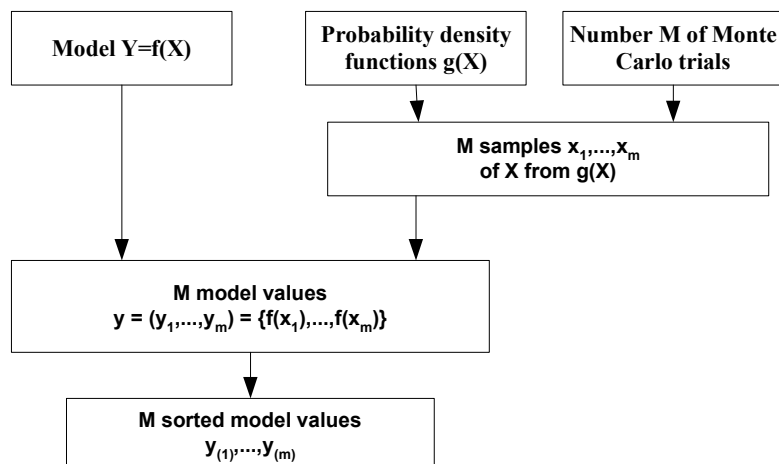 Model Y=f(X)
Probability density
functions g(X)
Number M of Monte
Carlo trials
M samples x₁,...,xₘ
of X from g(X)
M model values
y = (y₁,...,yₘ) = {f(x₁),...,f(xₘ)}
M sorted model values
y₍₁₎,...,y₍ₘ₎